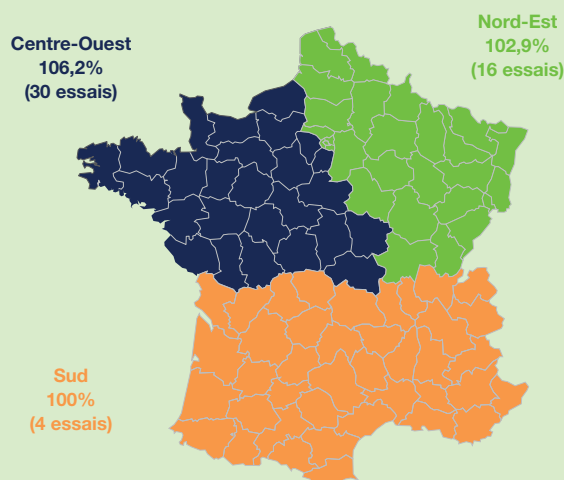 Nord-Est
102,9%
(16 essais)
Centre-Ouest
106,2%
(30 essais)
Sud
100%
(4 essais)